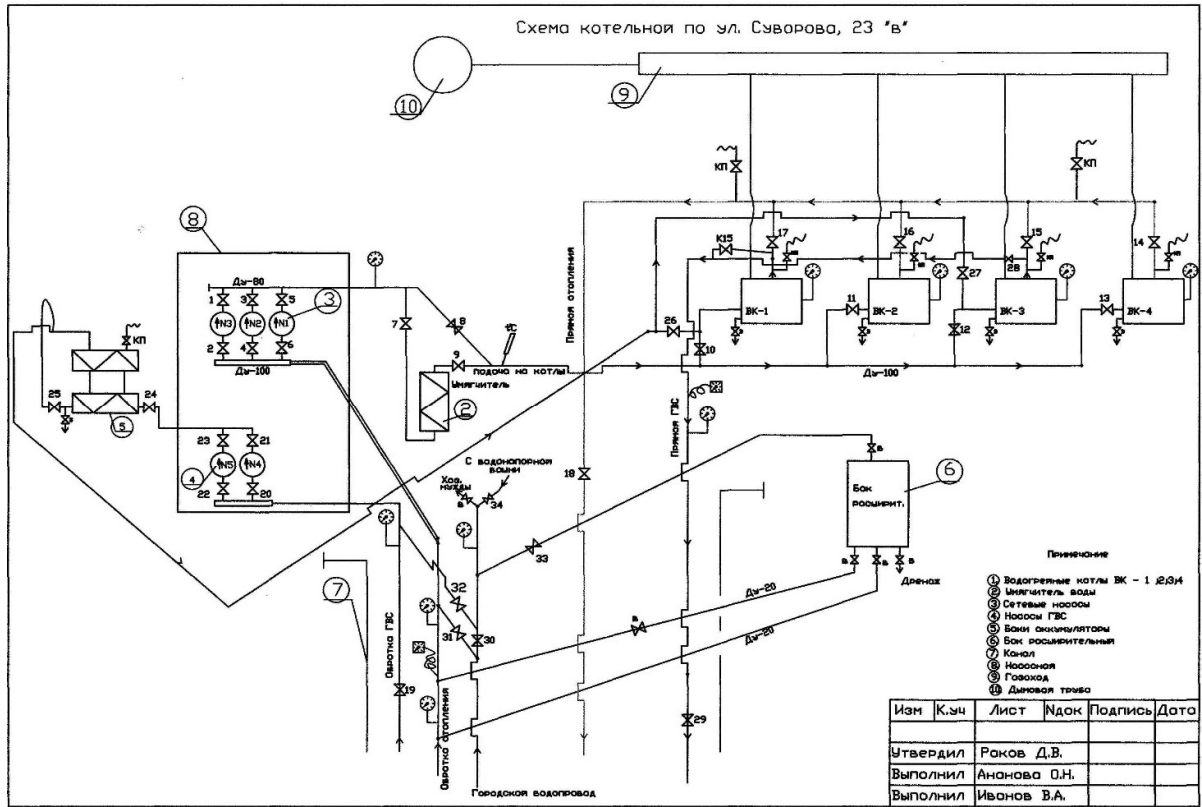 Схема котельной по ул. Суворова, 23 "в"
10
9
КП
КП
8
17
16
15
14
К15
кп
кп
кп
27
28
Ду-80
1
3
5
3
N3
N2
N1
2
4
6
Ду-100
7
8
t°C
9
подача на котлы
Умягчитель
2
26
10
ВК-1
11
ВК-2
12
ВК-3
13
ВК-4
Ду-100
Прямая отопления
Прямая ГВС
КП
25
24
5
23
21
4
N5
N4
22
20
С водонапорной
башни
Хоз.
нужды
в
34
18
в
6
Бак
расширит.
33
в
в
в
Дренаж
7
32
31
30
Ду-20
Ду-20
в
Обротка ГВС
19
Обротка отопления
29
Городской водопровод
Примечание
1 Водогрейные котлы ВК - 1 ,2,3,4
2 Умягчитель воды
3 Сетевые насосы
4 Насосы ГВС
5 Баки аккумуляторы
6 Бак расширительный
7 Канал
8 Насосная
9 Газоход
10 Дымовая труба
Изм К.уч Лист Nдок Подпись Дата
Утвердил Раков Д.В.
Выполнил Ананова О.Н.
Выполнил Иванов В.А.